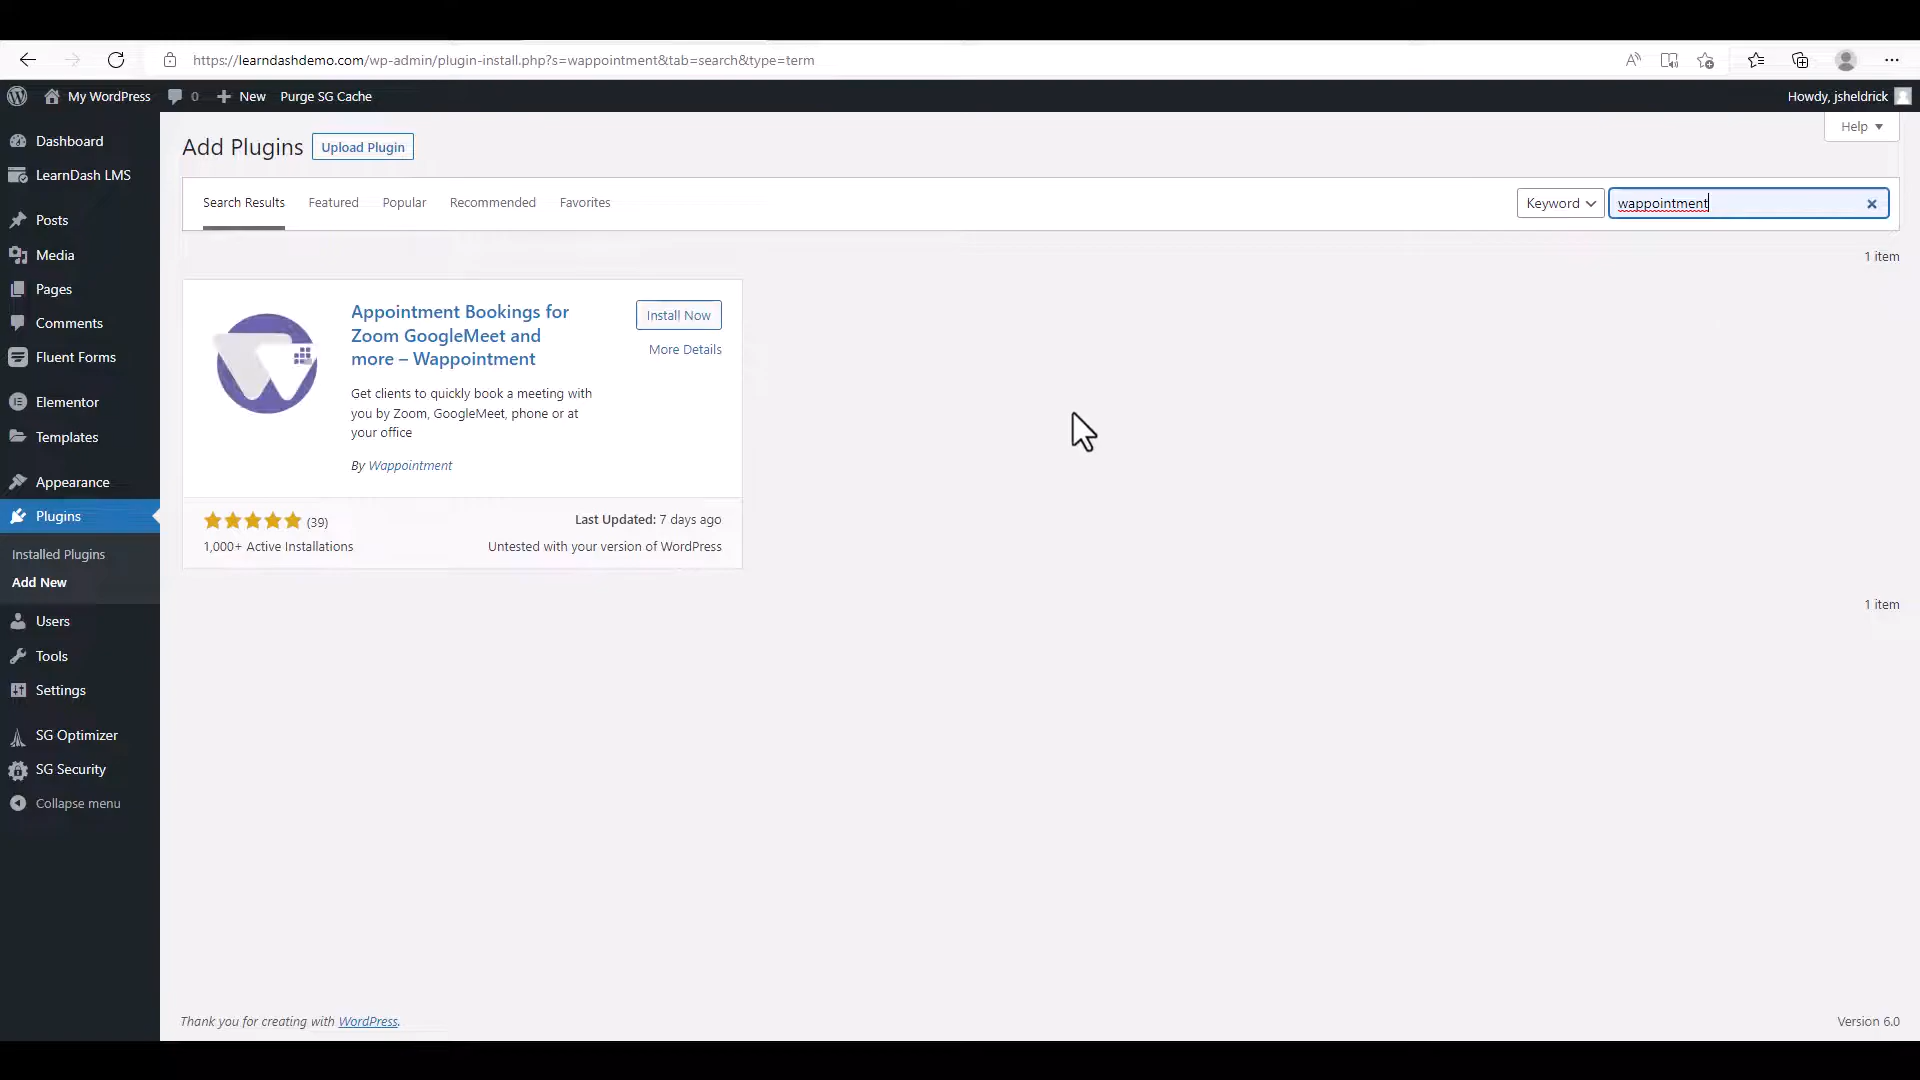 https://learndashdemo.com/wp-admin/plugin-install.php?s=wappointment&tab=search&type=term
My WordPress 0 New Purge SG Cache Howdy, jsheldrick
Help
Dashboard
LearnDash LMS
Posts
Media
Pages
Comments
Fluent Forms
Elementor
Templates
Appearance
Plugins
Installed Plugins
Add New
Users
Tools
Settings
SG Optimizer
SG Security
Collapse menu
Add Plugins Upload Plugin
Search Results Featured Popular Recommended Favorites Keyword wappointment
1 item
Appointment Bookings for
Zoom GoogleMeet and
more – Wappointment
Install Now
More Details
Get clients to quickly book a meeting with
you by Zoom, GoogleMeet, phone or at
your office
By Wappointment
(39) Last Updated: 7 days ago
1,000+ Active Installations Untested with your version of WordPress
1 item
Thank you for creating with WordPress. Version 6.0